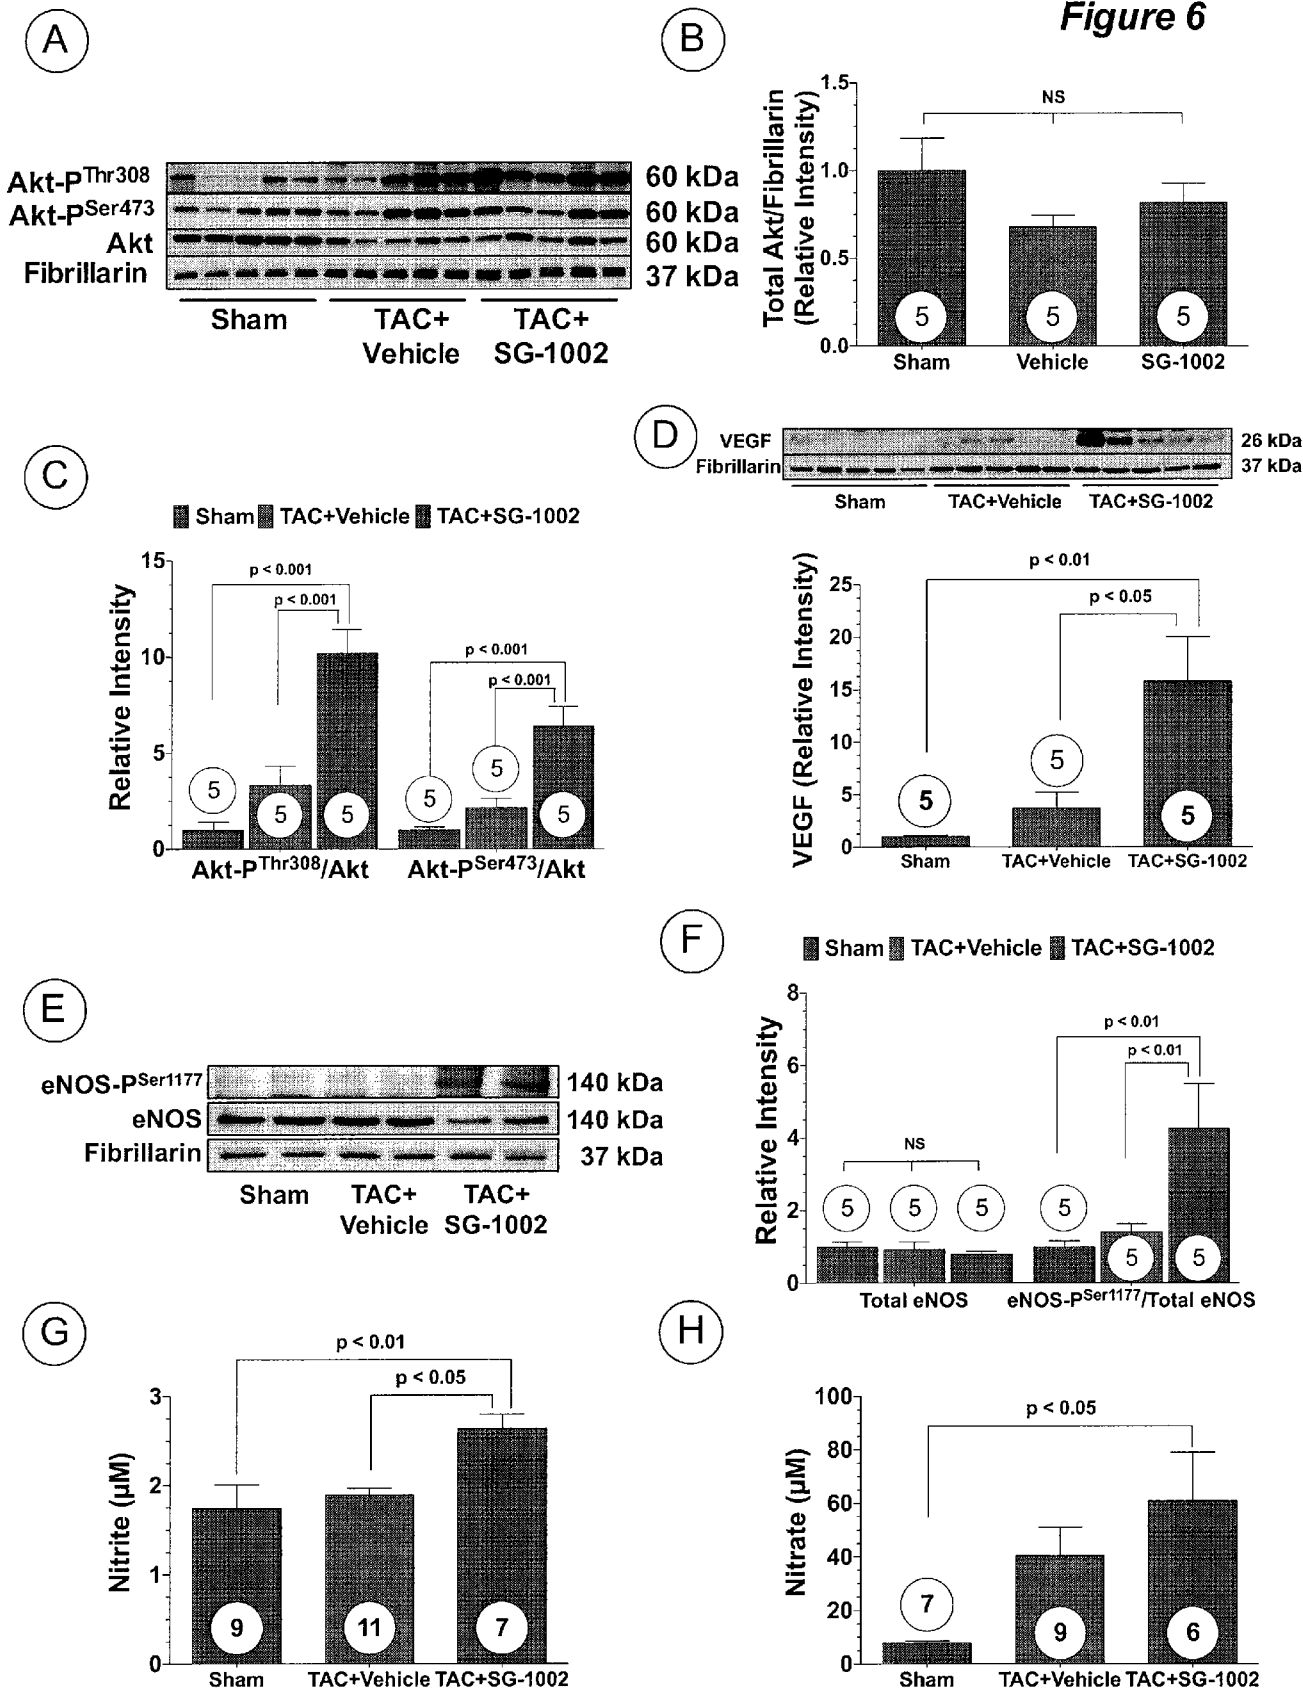 Figure 6
A
Akt-PThr308 60 kDa
Akt-PSer473 60 kDa
Akt 60 kDa
Fibrillarin 37 kDa
Sham TAC+ TAC+
Vehicle SG-1002
B
Total Akt/Fibrillarin
(Relative Intensity)
1.5
1.0
0.5
0.0
NS
5 5 5
Sham Vehicle SG-1002
C
Sham TAC+Vehicle TAC+SG-1002
Relative Intensity
15
10
5
0
p < 0.001
p < 0.001
p < 0.001
p < 0.001
5 5 5 5 5 5
Akt-PThr308/Akt Akt-PSer473/Akt
D
VEGF 26 kDa
Fibrillarin 37 kDa
Sham TAC+Vehicle TAC+SG-1002
VEGF (Relative Intensity)
25
20
15
10
5
0
p < 0.01
p < 0.05
5 5 5
Sham TAC+Vehicle TAC+SG-1002
E
eNOS-PSer1177 140 kDa
eNOS 140 kDa
Fibrillarin 37 kDa
Sham TAC+ TAC+
Vehicle SG-1002
F
Sham TAC+Vehicle TAC+SG-1002
Relative Intensity
8
6
4
2
0
NS
p < 0.01
p < 0.01
5 5 5 5 5 5
Total eNOS eNOS-PSer1177/Total eNOS
G
Nitrite (µM)
3
2
1
0
p < 0.01
p < 0.05
9 11 7
Sham TAC+Vehicle TAC+SG-1002
H
Nitrate (µM)
100
80
60
40
20
0
p < 0.05
7 9 6
Sham TAC+Vehicle TAC+SG-1002